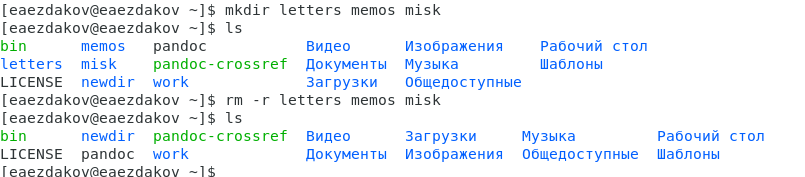 [eaezdakov@eaezdakov ~]$ mkdir letters memos misk
[eaezdakov@eaezdakov ~]$ ls
bin      memos   pandoc           Видео      Изображения    Рабочий стол
letters  misk    pandoc-crossref  Документы  Музыка         Шаблоны
LICENSE  newdir  work             Загрузки   Общедоступные
[eaezdakov@eaezdakov ~]$ rm -r letters memos misk
[eaezdakov@eaezdakov ~]$ ls
bin      newdir  pandoc-crossref  Видео      Загрузки     Музыка         Рабочий стол
LICENSE  pandoc  work             Документы  Изображения  Общедоступные  Шаблоны
[eaezdakov@eaezdakov ~]$